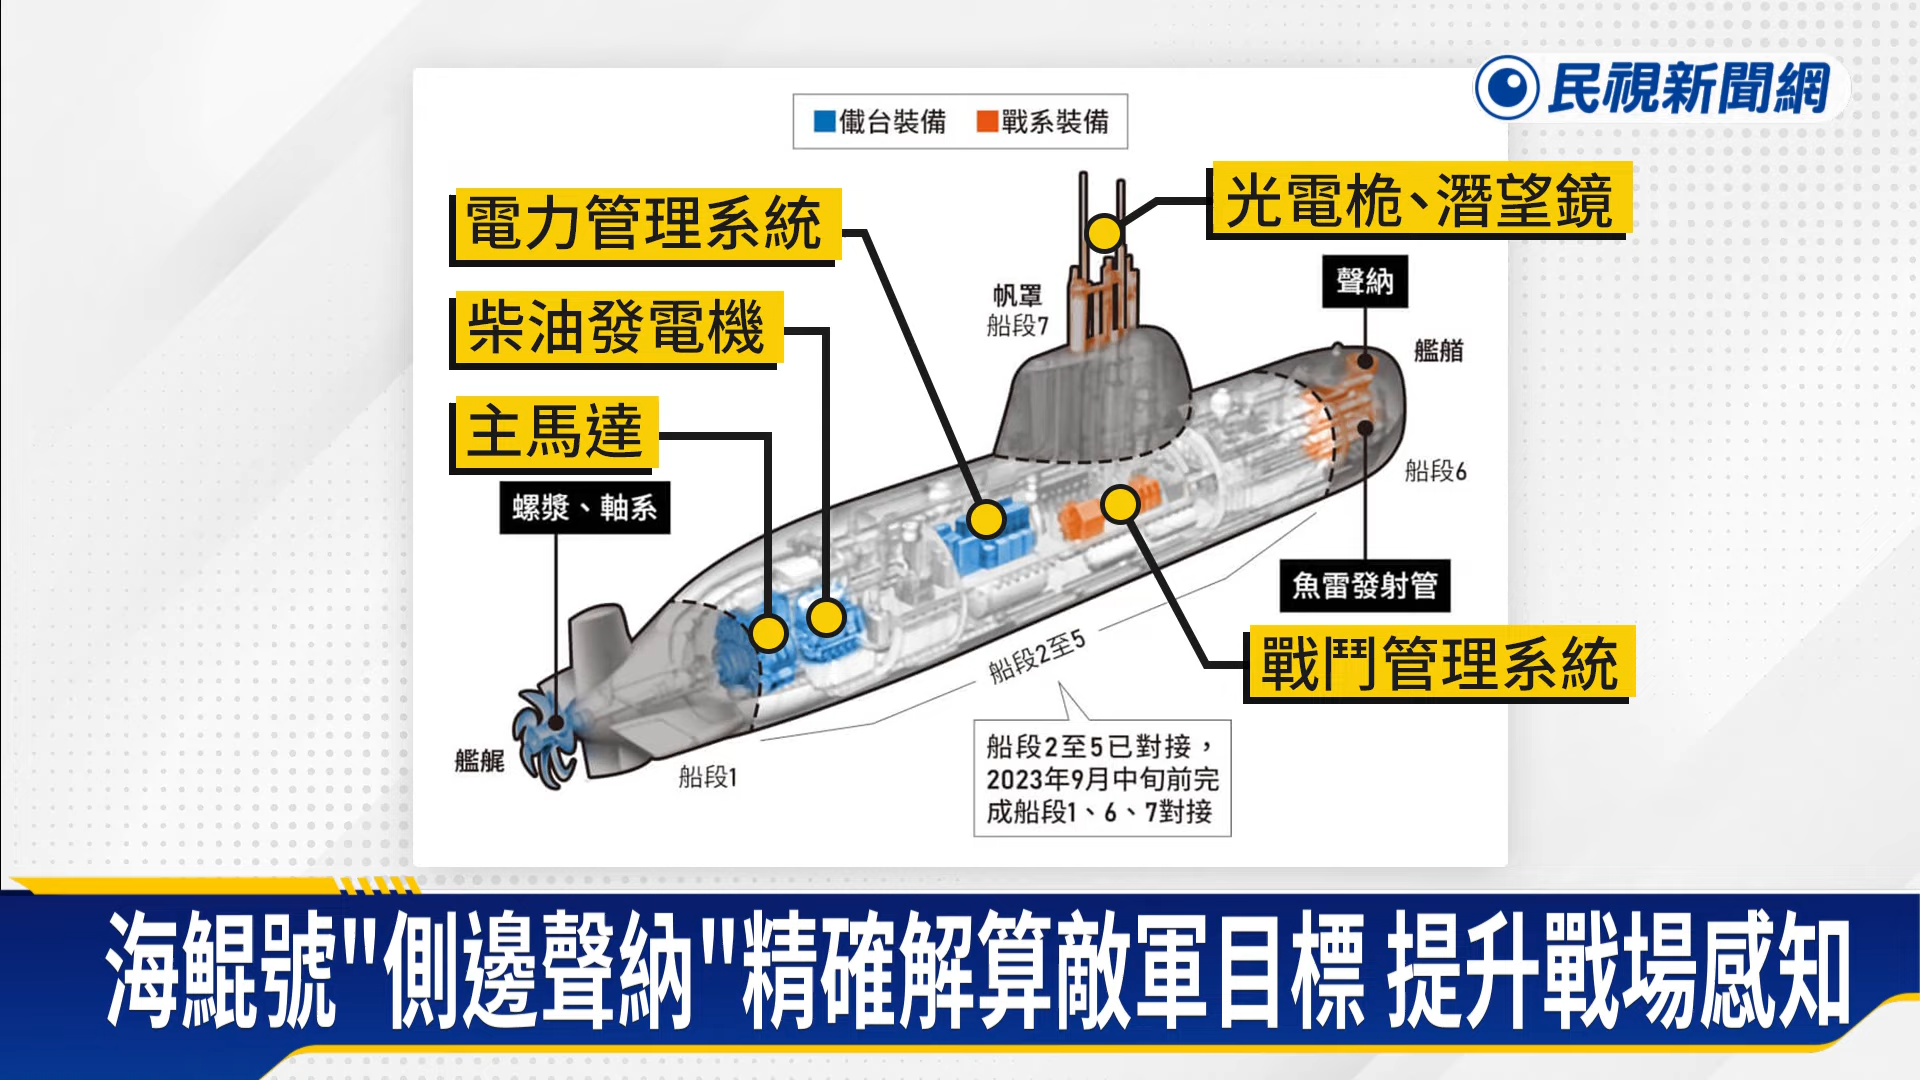 民視新聞網
儎台裝備 戰系裝備
電力管理系統
光電桅、潛望鏡
柴油發電機
聲納
帆罩
船段7
艦艏
主馬達
船段6
螺漿、軸系
魚雷發射管
船段2至5
戰鬥管理系統
艦艉
船段1
船段2至5已對接，
2023年9月中旬前完
成船段1、6、7對接
海鯤號"側邊聲納"精確解算敵軍目標 提升戰場感知